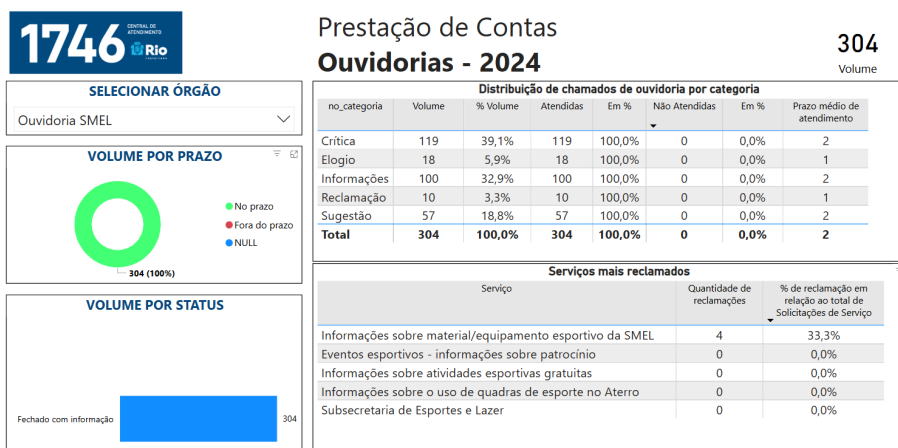 1746
CENTRAL DE
ATENDIMENTO
Rio
PREFEITURA
Prestação de Contas
Ouvidorias - 2024
304
Volume
SELECIONAR ÓRGÃO
Ouvidoria SMEL
VOLUME POR PRAZO
No prazo
Fora do prazo
NULL
304 (100%)
VOLUME POR STATUS
Fechado com informação 304
Distribuição de chamados de ouvidoria por categoria
no_categoria Volume % Volume Atendidas Em % Não Atendidas Em % Prazo médio de
atendimento
Crítica 119 39,1% 119 100,0% 0 0,0% 2
Elogio 18 5,9% 18 100,0% 0 0,0% 1
Informações 100 32,9% 100 100,0% 0 0,0% 2
Reclamação 10 3,3% 10 100,0% 0 0,0% 1
Sugestão 57 18,8% 57 100,0% 0 0,0% 2
Total 304 100,0% 304 100,0% 0 0,0% 2
Serviços mais reclamados
Serviço Quantidade de % de reclamação em
reclamações relação ao total de
Solicitações de Serviço
Informações sobre material/equipamento esportivo da SMEL 4 33,3%
Eventos esportivos - informações sobre patrocínio 0 0,0%
Informações sobre atividades esportivas gratuitas 0 0,0%
Informações sobre o uso de quadras de esporte no Aterro 0 0,0%
Subsecretaria de Esportes e Lazer 0 0,0%